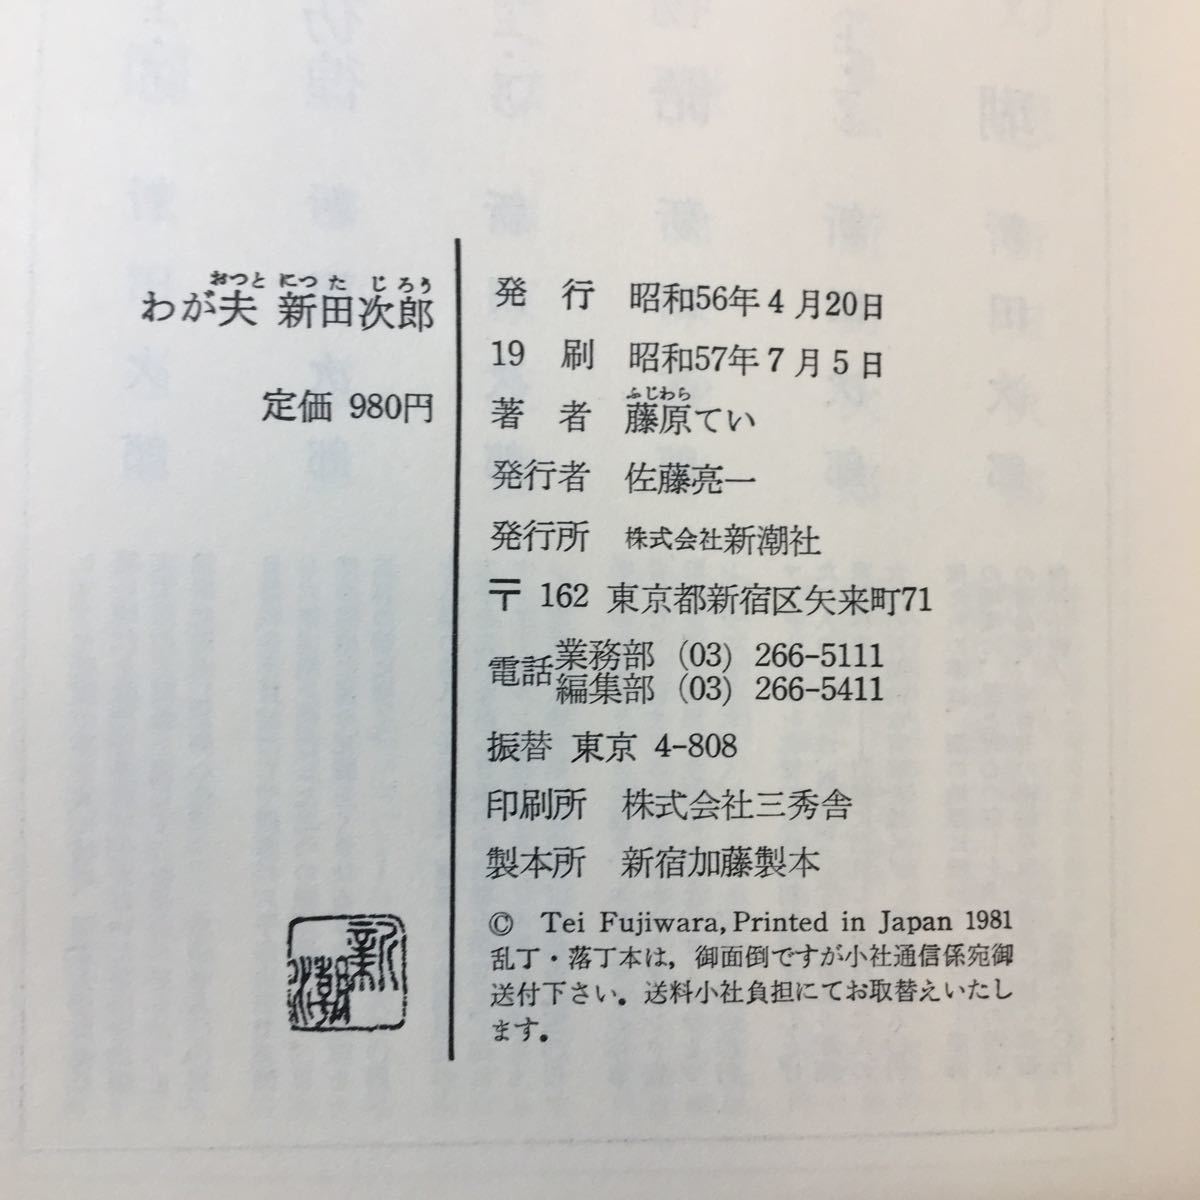 わが夫 新田次郎
おつと につ た じ ろう
定価 980円
発 行 昭和56年4月20日
19 刷 昭和57年7月5日
ふじわら
著 者 藤原てい
発行者 佐藤亮一
発行所 株式会社新潮社
〒 162 東京都新宿区矢来町71
電話 業務部 (03) 266-5111
編集部 (03) 266-5411
振替 東京 4-808
印刷所 株式会社三秀舎
製本所 新宿加藤製本
© Tei Fujiwara, Printed in Japan 1981
乱丁・落丁本は，御面倒ですが小社通信係宛御
送付下さい。送料小社負担にてお取替えいたし
ます。
新潮